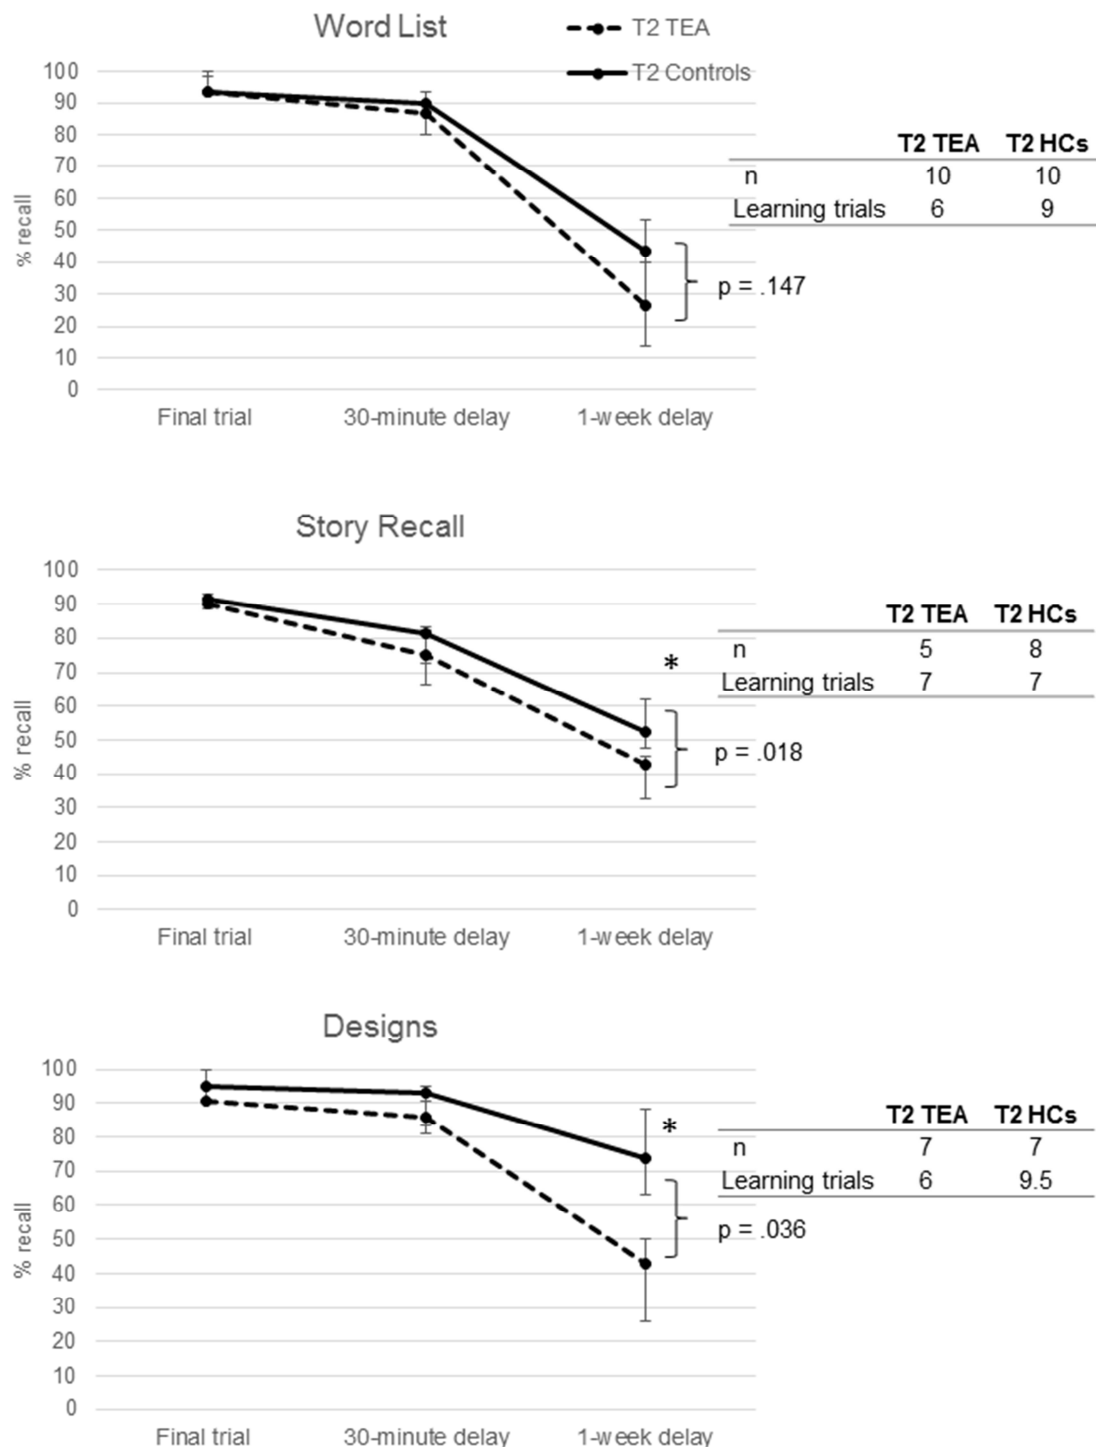 Word List
T2 TEA
T2 Controls
100
90
80
70
60
50
40
30
20
10
0
% recall
Final trial
30-minute delay
1-week delay
p = .147
T2 TEA T2 HCs
n 10 10
Learning trials 6 9
Story Recall
100
90
80
70
60
50
40
30
20
10
0
% recall
Final trial
30-minute delay
1-week delay
*
p = .018
T2 TEA T2 HCs
n 5 8
Learning trials 7 7
Designs
100
90
80
70
60
50
40
30
20
10
0
% recall
Final trial
30-minute delay
1-week delay
*
p = .036
T2 TEA T2 HCs
n 7 7
Learning trials 6 9.5